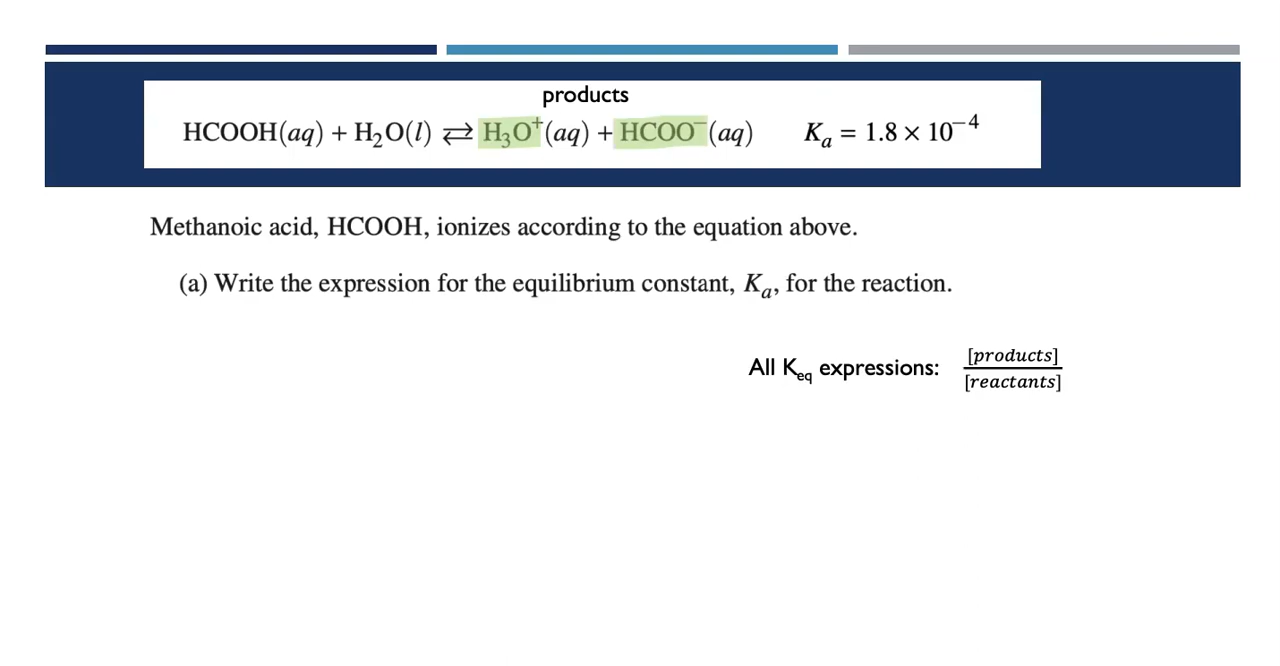 products
HCOOH(aq) + H₂O(l) ⇄ H₃O⁺(aq) + HCOO⁻(aq) Kₐ = 1.8 × 10⁻⁴
Methanoic acid, HCOOH, ionizes according to the equation above.
(a) Write the expression for the equilibrium constant, Kₐ, for the reaction.
All Keq expressions: [products]
[reactants]